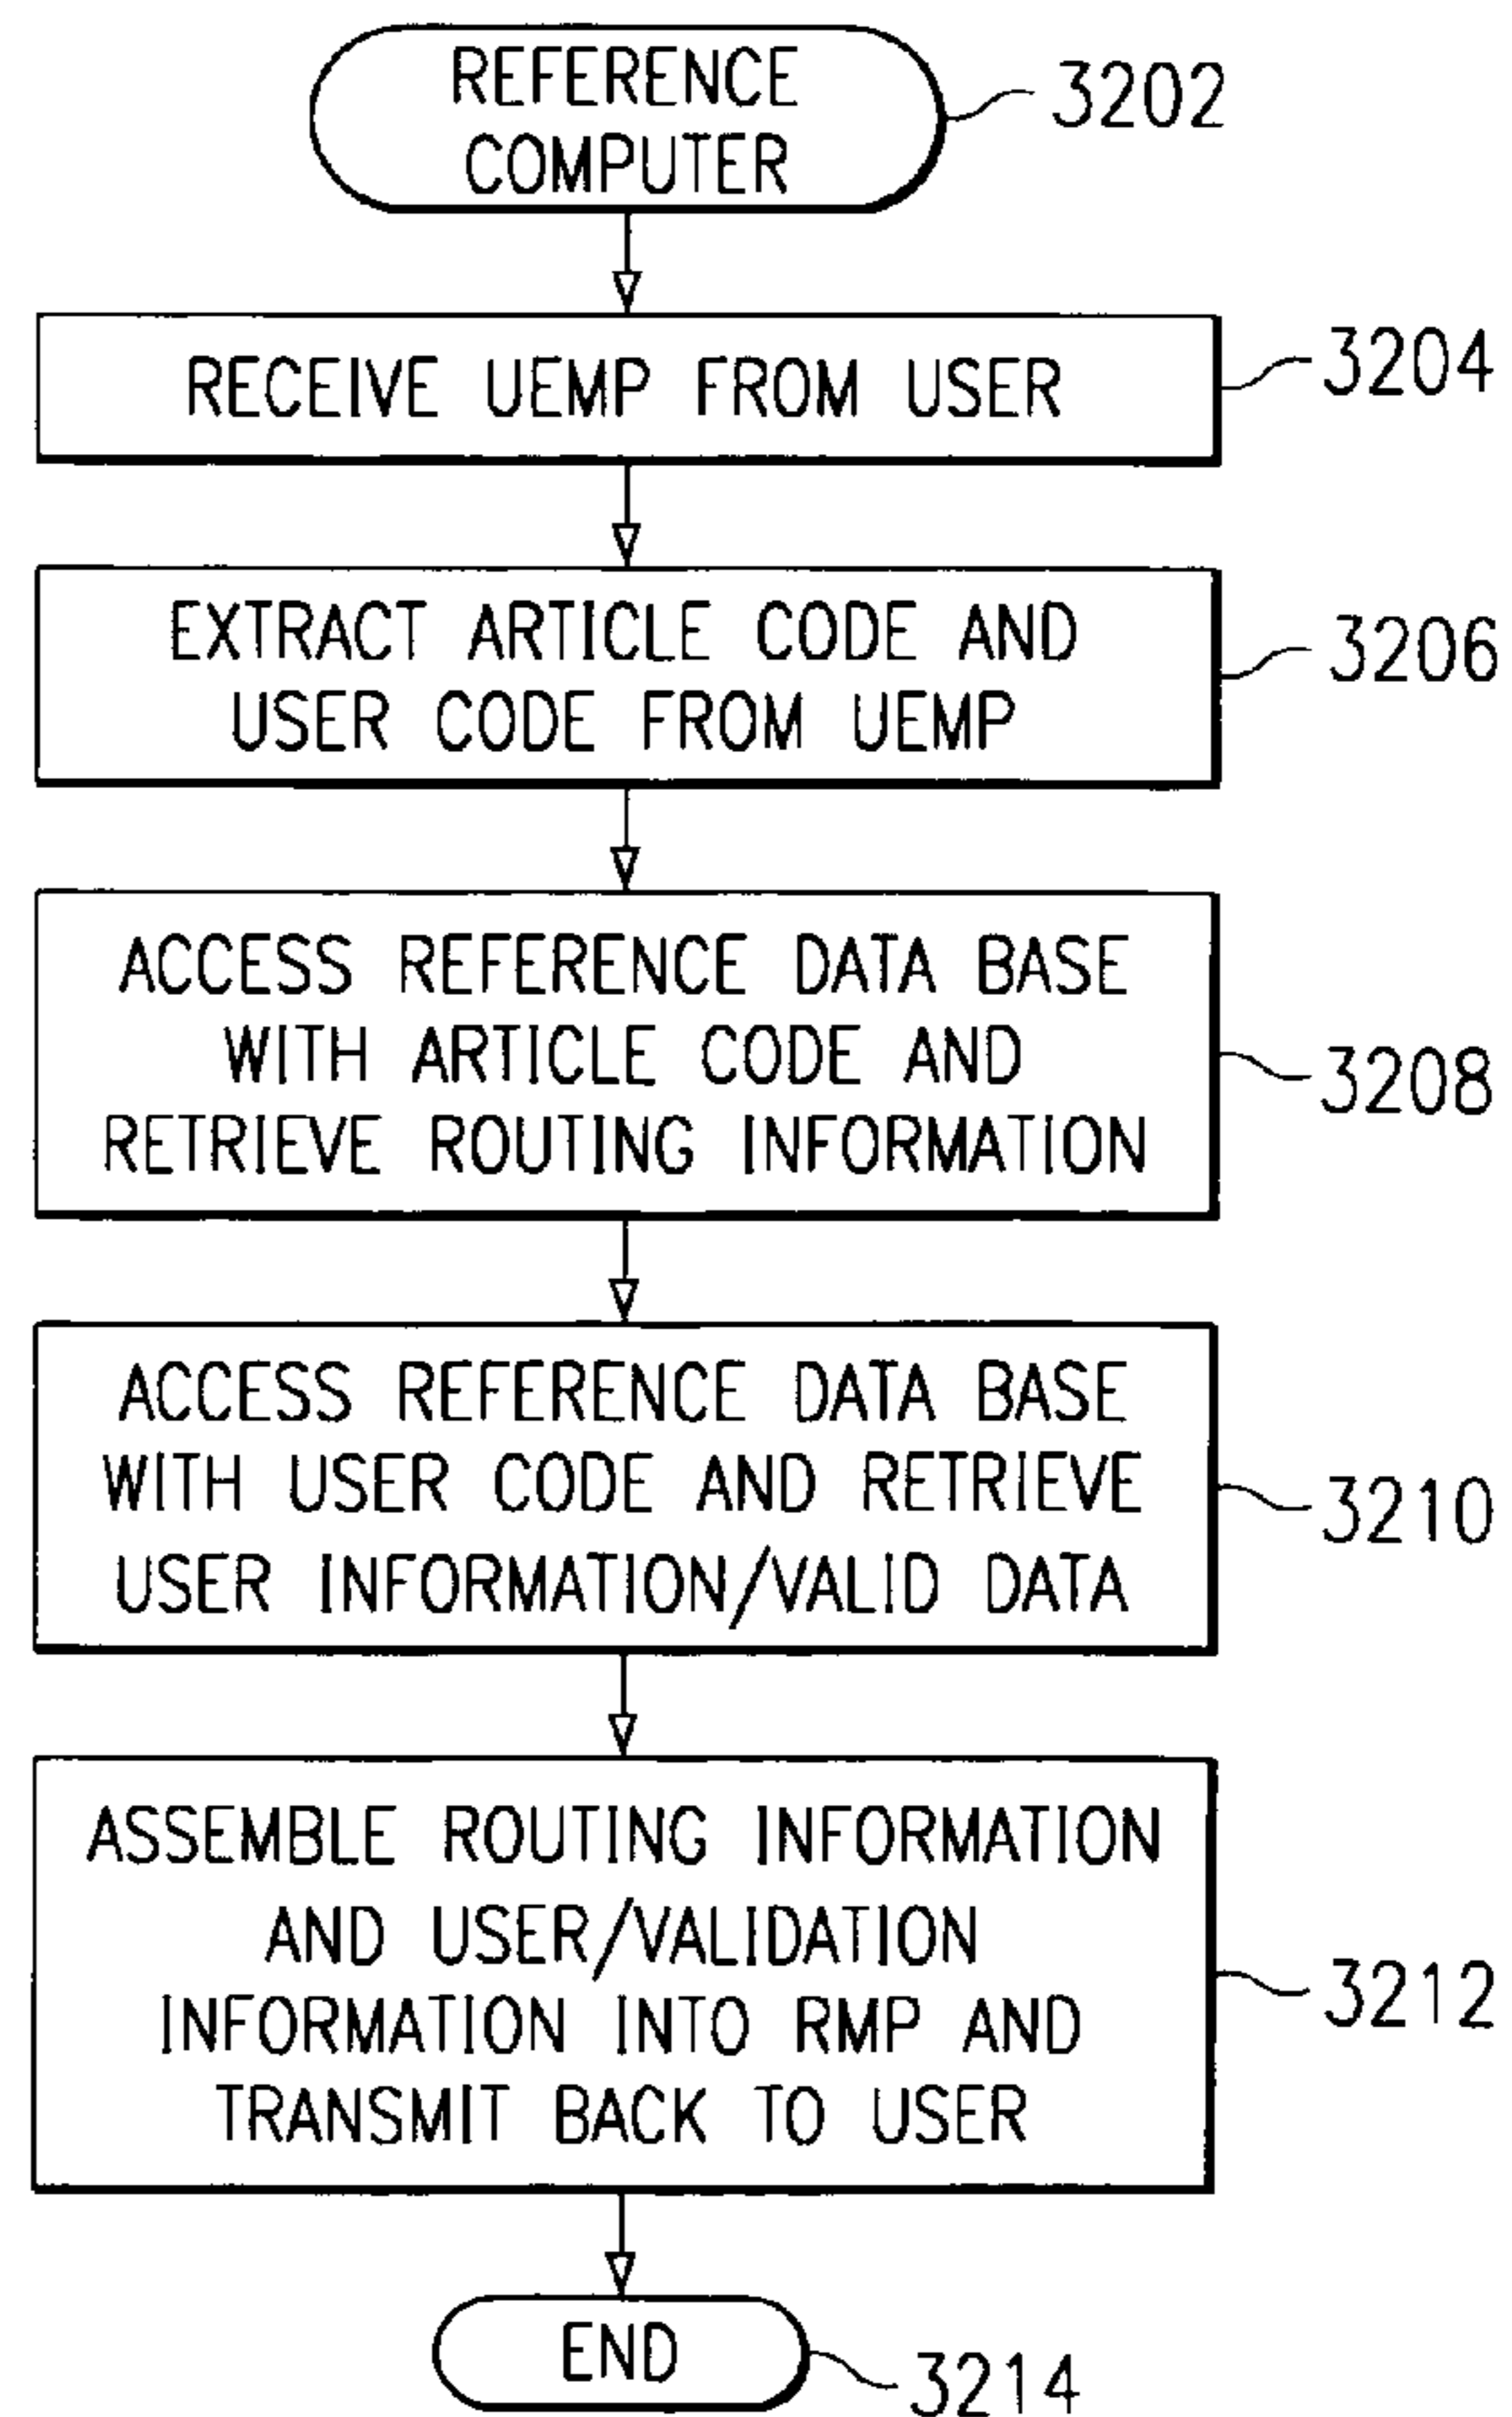 REFERENCE
COMPUTER
3202
RECEIVE UEMP FROM USER
3204
EXTRACT ARTICLE CODE AND
USER CODE FROM UEMP
3206
ACCESS REFERENCE DATA BASE
WITH ARTICLE CODE AND
RETRIEVE ROUTING INFORMATION
3208
ACCESS REFERENCE DATA BASE
WITH USER CODE AND RETRIEVE
USER INFORMATION/VALID DATA
3210
ASSEMBLE ROUTING INFORMATION
AND USER/VALIDATION
INFORMATION INTO RMP AND
TRANSMIT BACK TO USER
3212
END
3214